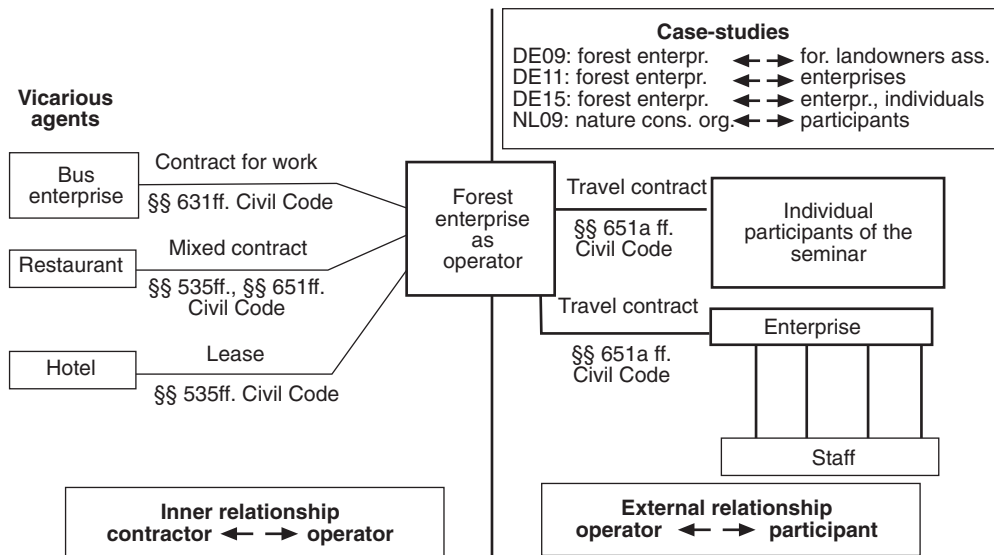 Case-studies
DE09: forest enterpr. for. landowners ass.
DE11: forest enterpr. enterprises
DE15: forest enterpr. enterpr., individuals
NL09: nature cons. org. participants
Vicarious
agents
Bus
enterprise
Contract for work
§§ 631ff. Civil Code
Restaurant
Mixed contract
§§ 535ff., §§ 651ff.
Civil Code
Hotel
Lease
§§ 535ff. Civil Code
Forest
enterprise
as
operator
Travel contract
§§ 651a ff.
Civil Code
Individual
participants of the
seminar
Travel contract
§§ 651a ff.
Civil Code
Enterprise
Staff
Inner relationship
contractor operator
External relationship
operator participant